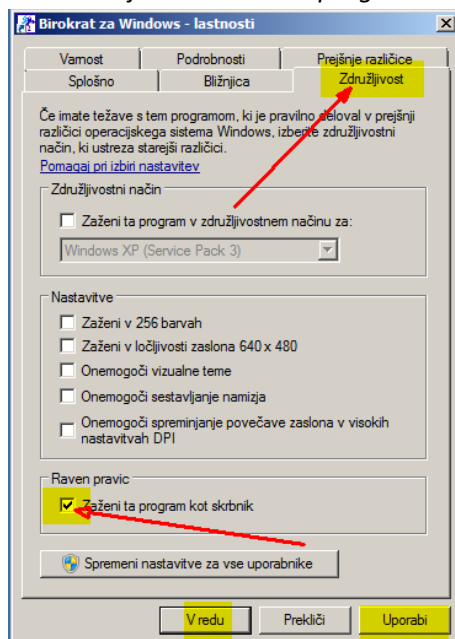 Birokrat za Windows - lastnosti
Varnost Podrobnosti Prejšnje različice
Splošno Bližnjica Združljivost
Če imate težave s tem programom, ki je pravilno deloval v prejšnji
različici operacijskega sistema Windows, izberite združljivostni
način, ki ustreza starejši različici.
Pomagaj pri izbiri nastavitev
Združljivostni način
Zaženi ta program v združljivostnem načinu za:
Windows XP (Service Pack 3)
Nastavitve
Zaženi v 256 barvah
Zaženi v ločljivosti zaslona 640 x 480
Onemogoči vizualne teme
Onemogoči sestavljanje namizja
Onemogoči spreminjanje povečave zaslona v visokih
nastavitvah DPI
Raven pravic
Zaženi ta program kot skrbnik
Spremeni nastavitve za vse uporabnike
V redu Prekliči Uporabi